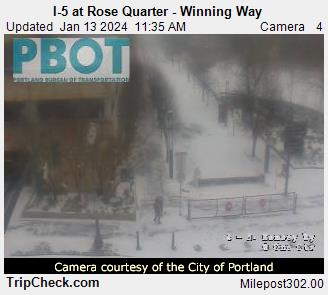 I-5 at Rose Quarter - Winning Way
Updated Jan 13 2024 11:35 AM Camera 4
PBOT
PORTLAND BUREAU OF TRANSPORTATION
Camera courtesy of the City of Portland
TripCheck.com Milepost302.00